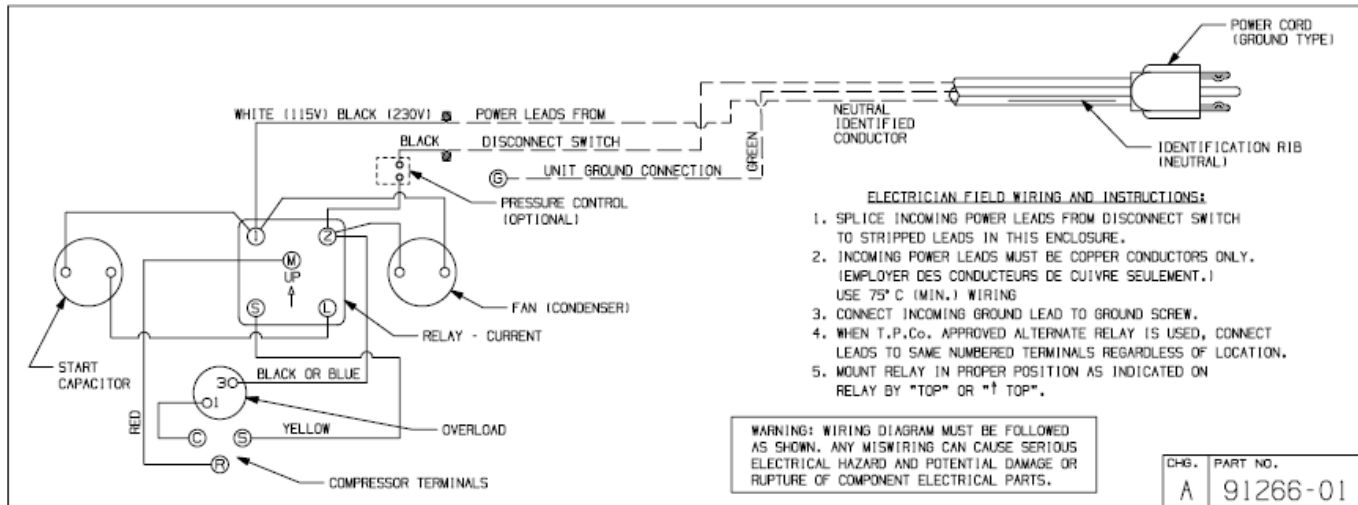 POWER CORD
(GROUND TYPE)
WHITE (115V) BLACK (230V)
POWER LEADS FROM
NEUTRAL
IDENTIFIED
CONDUCTOR
BLACK
DISCONNECT SWITCH
GREEN
IDENTIFICATION RIB
(NEUTRAL)
G
UNIT GROUND CONNECTION
PRESSURE CONTROL
(OPTIONAL)
1
2
M
UP
S
L
FAN (CONDENSER)
RELAY - CURRENT
START
CAPACITOR
BLACK OR BLUE
3
1
OVERLOAD
RED
C
S
YELLOW
R
COMPRESSOR TERMINALS
ELECTRICIAN FIELD WIRING AND INSTRUCTIONS:
1. SPLICE INCOMING POWER LEADS FROM DISCONNECT SWITCH
TO STRIPPED LEADS IN THIS ENCLOSURE.
2. INCOMING POWER LEADS MUST BE COPPER CONDUCTORS ONLY.
(EMPLOYER DES CONDUCTEURS DE CUIVRE SEULEMENT.)
USE 75° C (MIN.) WIRING
3. CONNECT INCOMING GROUND LEAD TO GROUND SCREW.
4. WHEN T.P.Co. APPROVED ALTERNATE RELAY IS USED, CONNECT
LEADS TO SAME NUMBERED TERMINALS REGARDLESS OF LOCATION.
5. MOUNT RELAY IN PROPER POSITION AS INDICATED ON
RELAY BY "TOP" OR "↑ TOP".
WARNING: WIRING DIAGRAM MUST BE FOLLOWED
AS SHOWN. ANY MISWIRING CAN CAUSE SERIOUS
ELECTRICAL HAZARD AND POTENTIAL DAMAGE OR
RUPTURE OF COMPONENT ELECTRICAL PARTS.
CHG.
A
PART NO.
91266-01